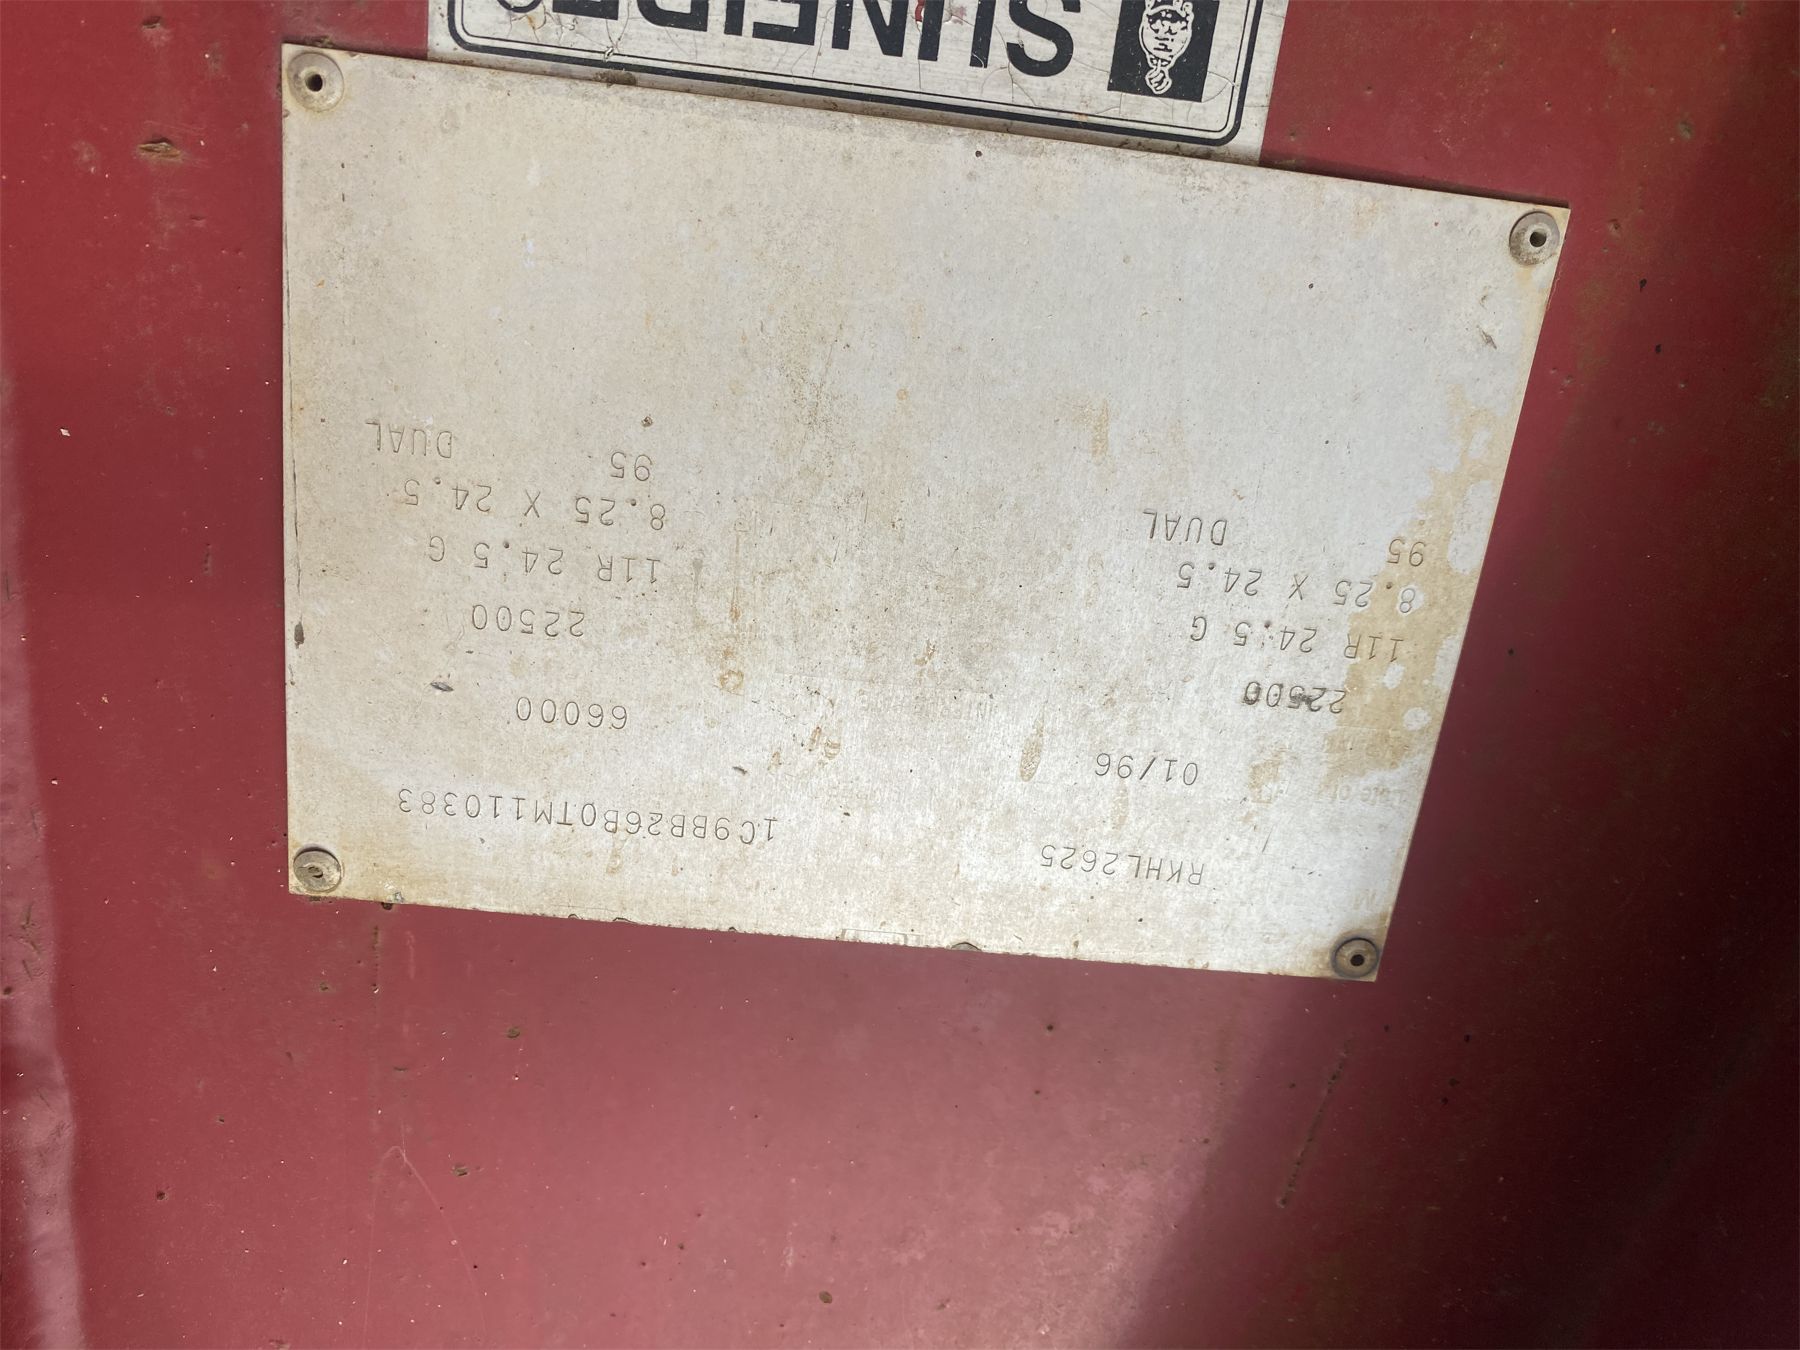 RKHL2625 1C9BB26B0TM110383
01/96 66000
22500 22500
11R 24.5 G 11R 24.5 G
8.25 X 24.5 8.25 X 24.5
95 DUAL 95 DUAL